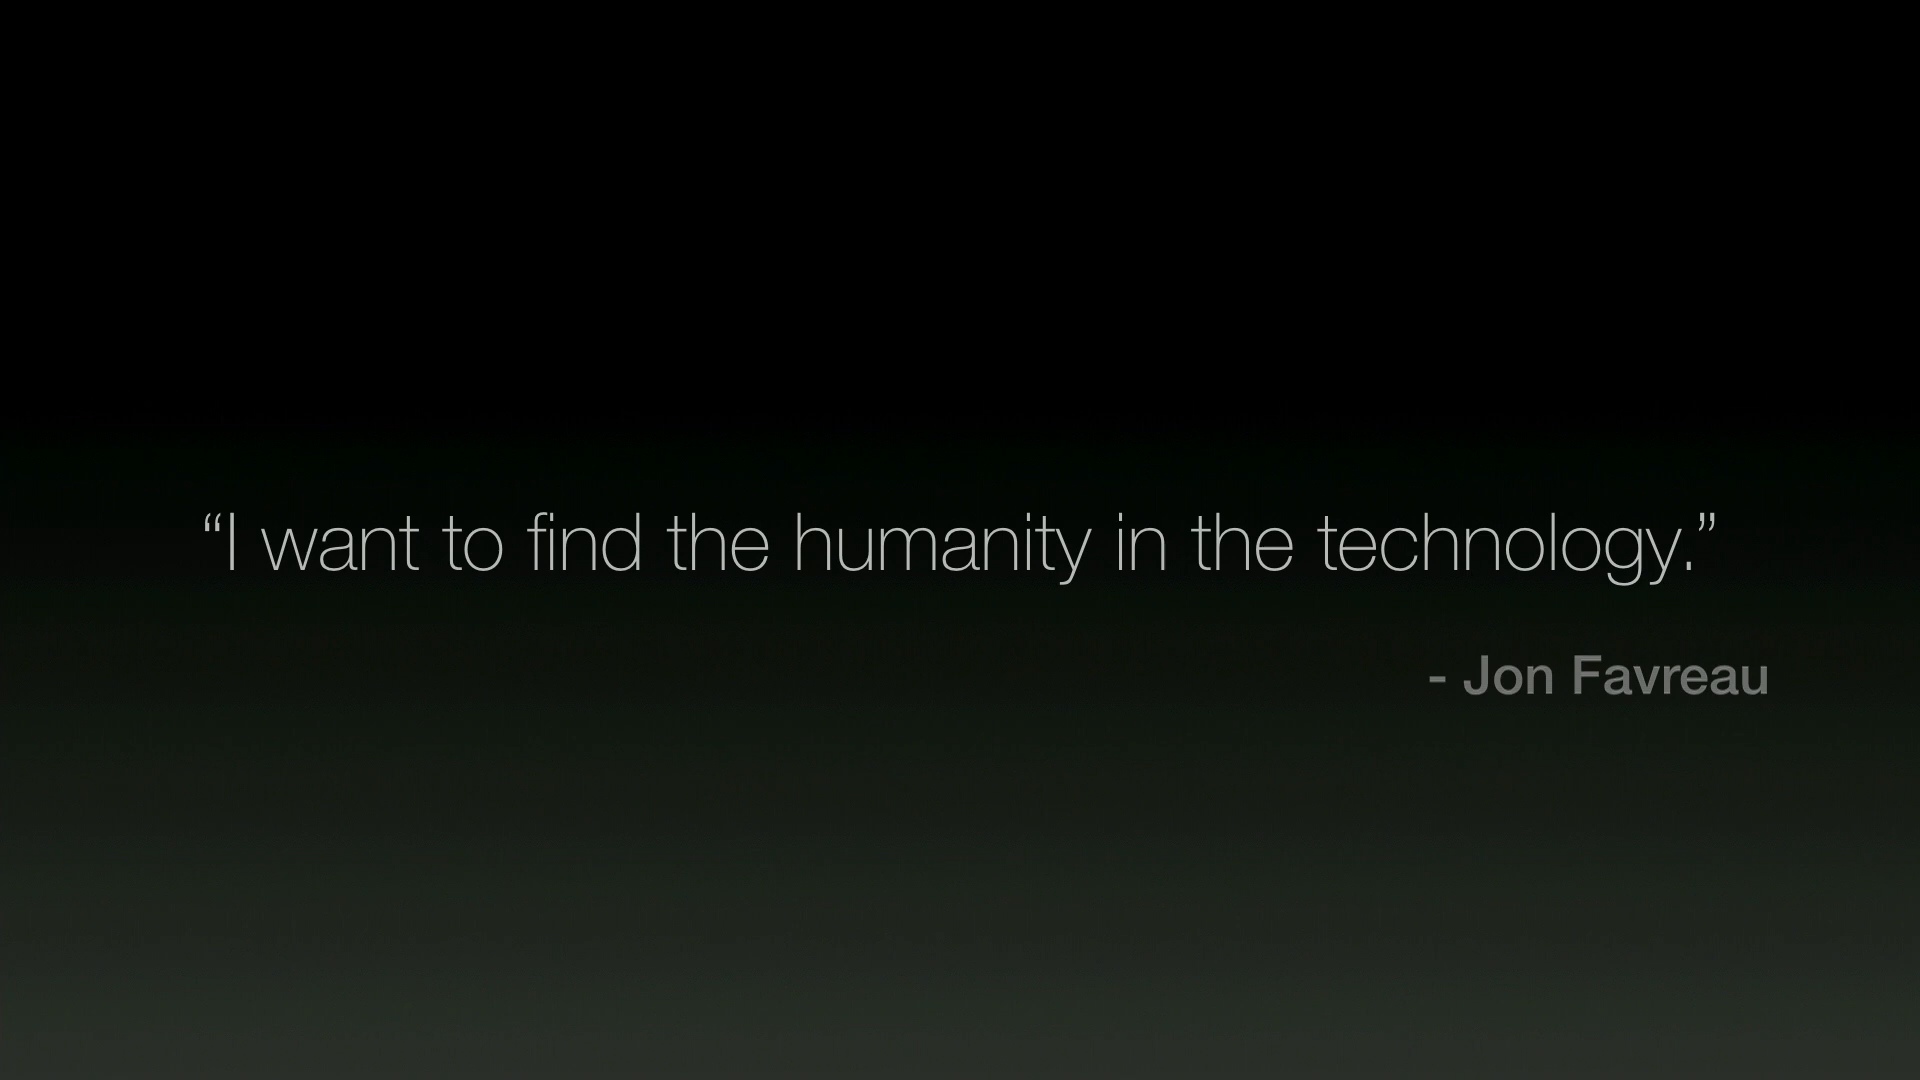 “I want to find the humanity in the technology.”
- Jon Favreau